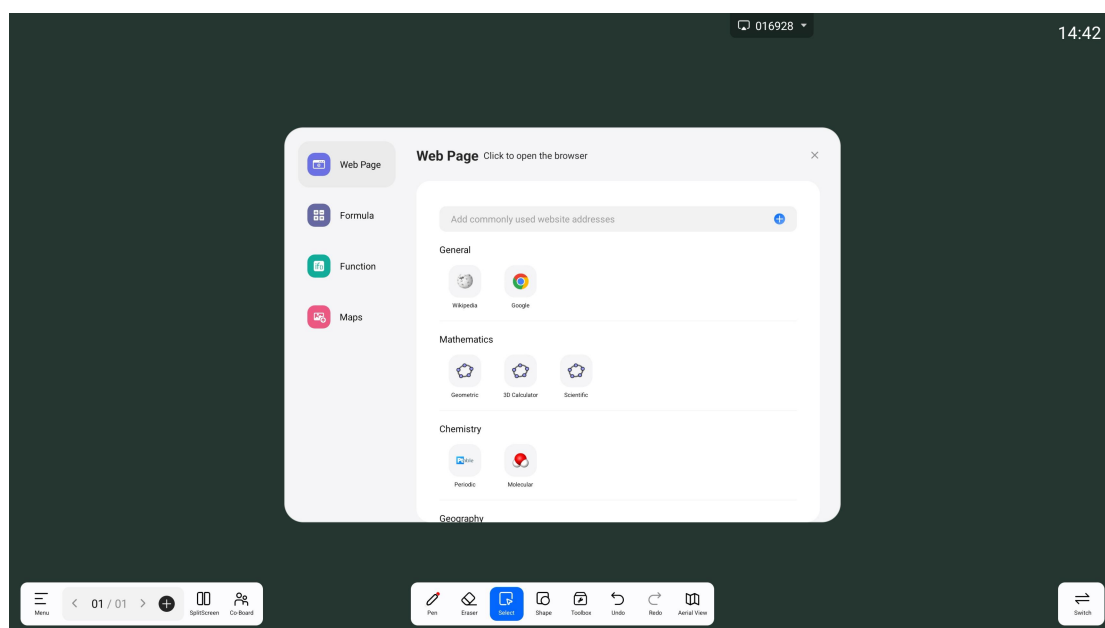 016928
14:42
Web Page
Formula
Function
Maps
Web Page Click to open the browser
Add commonly used website addresses
General
Wikipedia Google
Mathematics
Geometric 3D Calculator Scientific
Chemistry
Periodic Molecular
Geography
Menu 01 / 01 SplitScreen Co-Board Pen Eraser Select Shape Toolbox Undo Redo Aerial View Switch